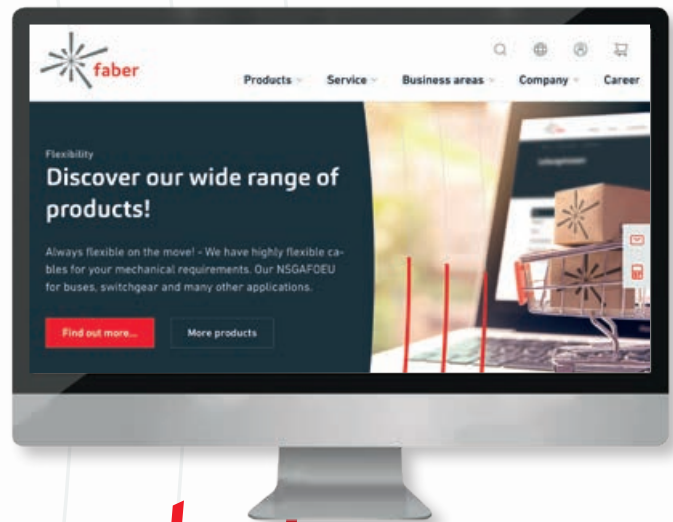 faber
Products Service Business areas Company Career
Flexibility
Discover our wide range of
products!
Always flexible on the move! - We have highly flexible ca-
bles for your mechanical requirements. Our NSGAFOEU
for buses, switchgear and many other applications.
Find out more... More products